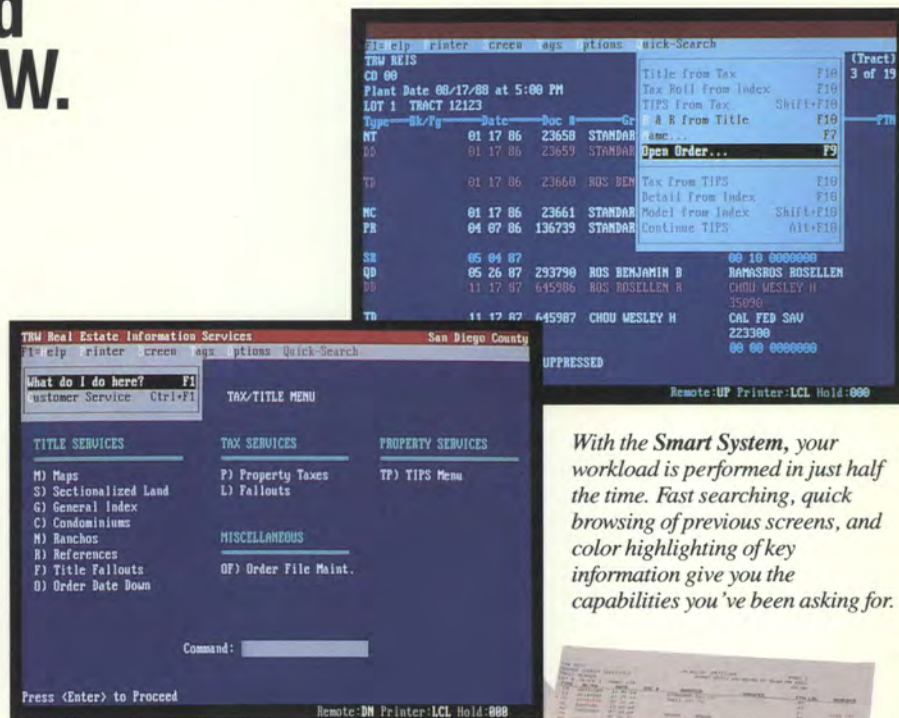 d
W.
F1= elp rinter creen ags ptions uick-Search
TRW REIS (Tract)
CD 00 3 of 19
Plant Date 08/17/88 at 5:00 PM
LOT 1 TRACT 12123
Type Bk/Pg Date Doc # Gr PTN
NT 01 17 86 23658 STANDAR
DD 01 17 86 23659 STANDAR
TD 01 17 86 23660 ROS BEN
NC 01 17 86 23661 STANDAR
PR 04 07 86 136739 STANDAR
SR 05 04 87 00 10 0000000
QD 05 26 87 293790 ROS BENJAMIN B RAMASROS ROSELLEN
DD 11 17 87 645986 ROS ROSELLEN R CHOU WESLEY H
35090
TD 11 17 87 645987 CHOU WESLEY H CAL FED SAV
223300
00 00 0000000
UPPRESSED
Remote:UP Printer:LCL Hold:000
Title from Tax F10
Tax Roll from Index F10
TIPS from Tax Shift+F10
& R from Title F10
ame... F7
Open Order... F9
Tax from TIPS F10
Detail from Index F10
Model from Index Shift+F10
Continue TIPS Alt+F10
TRW Real Estate Information Services San Diego County
F1= elp rinter creen ags ptions Quick-Search
What do I do here? F1
ustomer Service Ctrl+F1
TAX/TITLE MENU
TITLE SERVICES TAX SERVICES PROPERTY SERVICES
M) Maps P) Property Taxes TP) TIPS Menu
S) Sectionalized Land L) Fallouts
G) General Index
C) Condominiums
N) Ranchos MISCELLANEOUS
R) References
F) Title Fallouts OF) Order File Maint.
O) Order Date Down
Command:
Press <Enter> to Proceed
Remote:DN Printer:LCL Hold:000
With the Smart System, your
workload is performed in just half
the time. Fast searching, quick
browsing of previous screens, and
color highlighting of key
information give you the
capabilities you've been asking for.